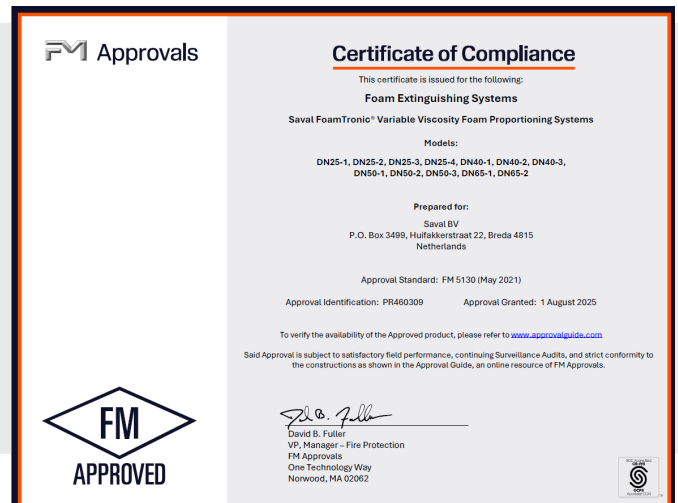 FM Approvals
Certificate of Compliance
This certificate is issued for the following:
Foam Extinguishing Systems
Saval FoamTronic® Variable Viscosity Foam Proportioning Systems
Models:
DN25-1, DN25-2, DN25-3, DN25-4, DN40-1, DN40-2, DN40-3,
DN50-1, DN50-2, DN50-3, DN65-1, DN65-2
Prepared for:
Saval BV
P.O. Box 3499, Huifakkerstraat 22, Breda 4815
Netherlands
Approval Standard: FM 5130 (May 2021)
Approval Identification: PR460309 Approval Granted: 1 August 2025
To verify the availability of the Approved product, please refer to www.approvalguide.com
Said Approval is subject to satisfactory field performance, continuing Surveillance Audits, and strict conformity to
the constructions as shown in the Approval Guide, an online resource of FM Approvals.
David B. Fuller
VP, Manager – Fire Protection
FM Approvals
One Technology Way
Norwood, MA 02062
FM
APPROVED